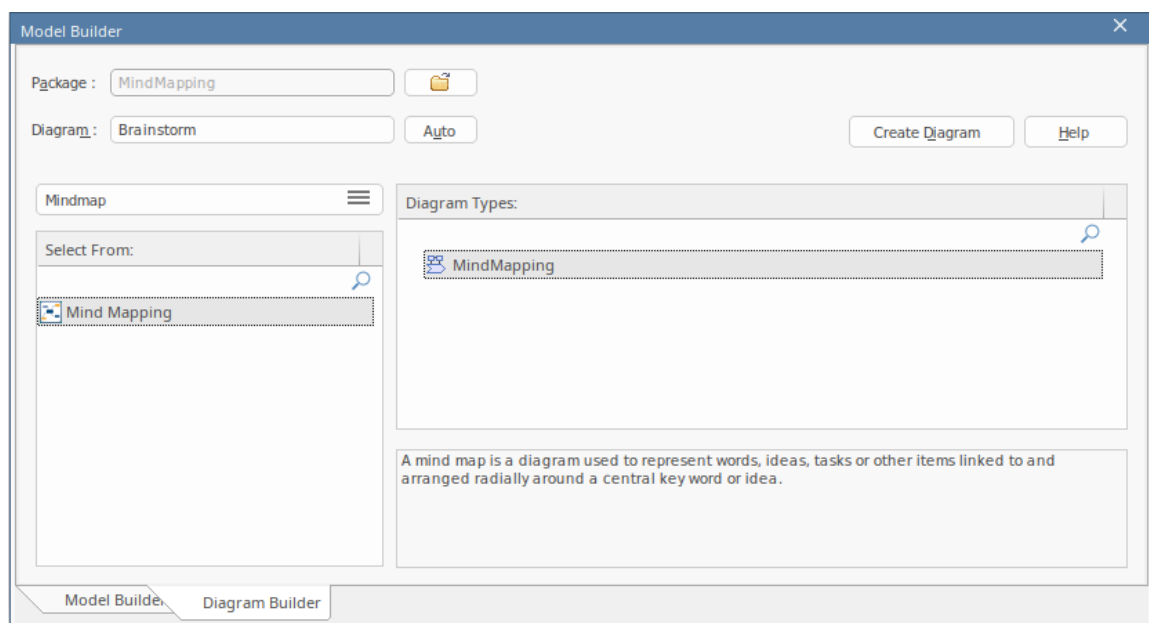 Model Builder
Package : MindMapping
Diagram : Brainstorm Auto
Create Diagram Help
Mindmap
Select From:
Mind Mapping
Diagram Types:
MindMapping
A mind map is a diagram used to represent words, ideas, tasks or other items linked to and
arranged radially around a central key word or idea.
Model Builder Diagram Builder